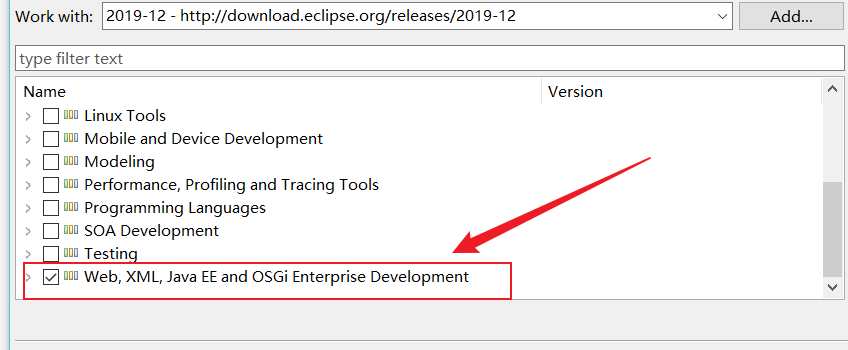 Work with: 2019-12 - http://download.eclipse.org/releases/2019-12 Add...
type filter text
Name Version
Linux Tools
Mobile and Device Development
Modeling
Performance, Profiling and Tracing Tools
Programming Languages
SOA Development
Testing
Web, XML, Java EE and OSGi Enterprise Development